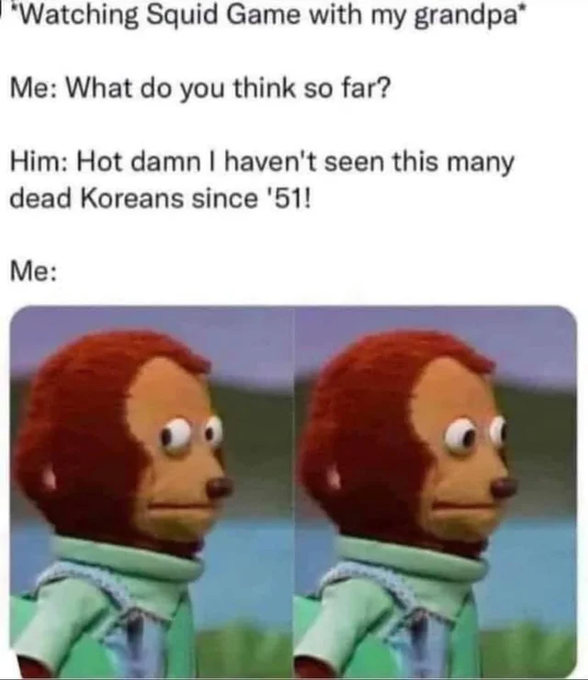 *Watching Squid Game with my grandpa*
Me: What do you think so far?
Him: Hot damn I haven't seen this many
dead Koreans since '51!
Me: